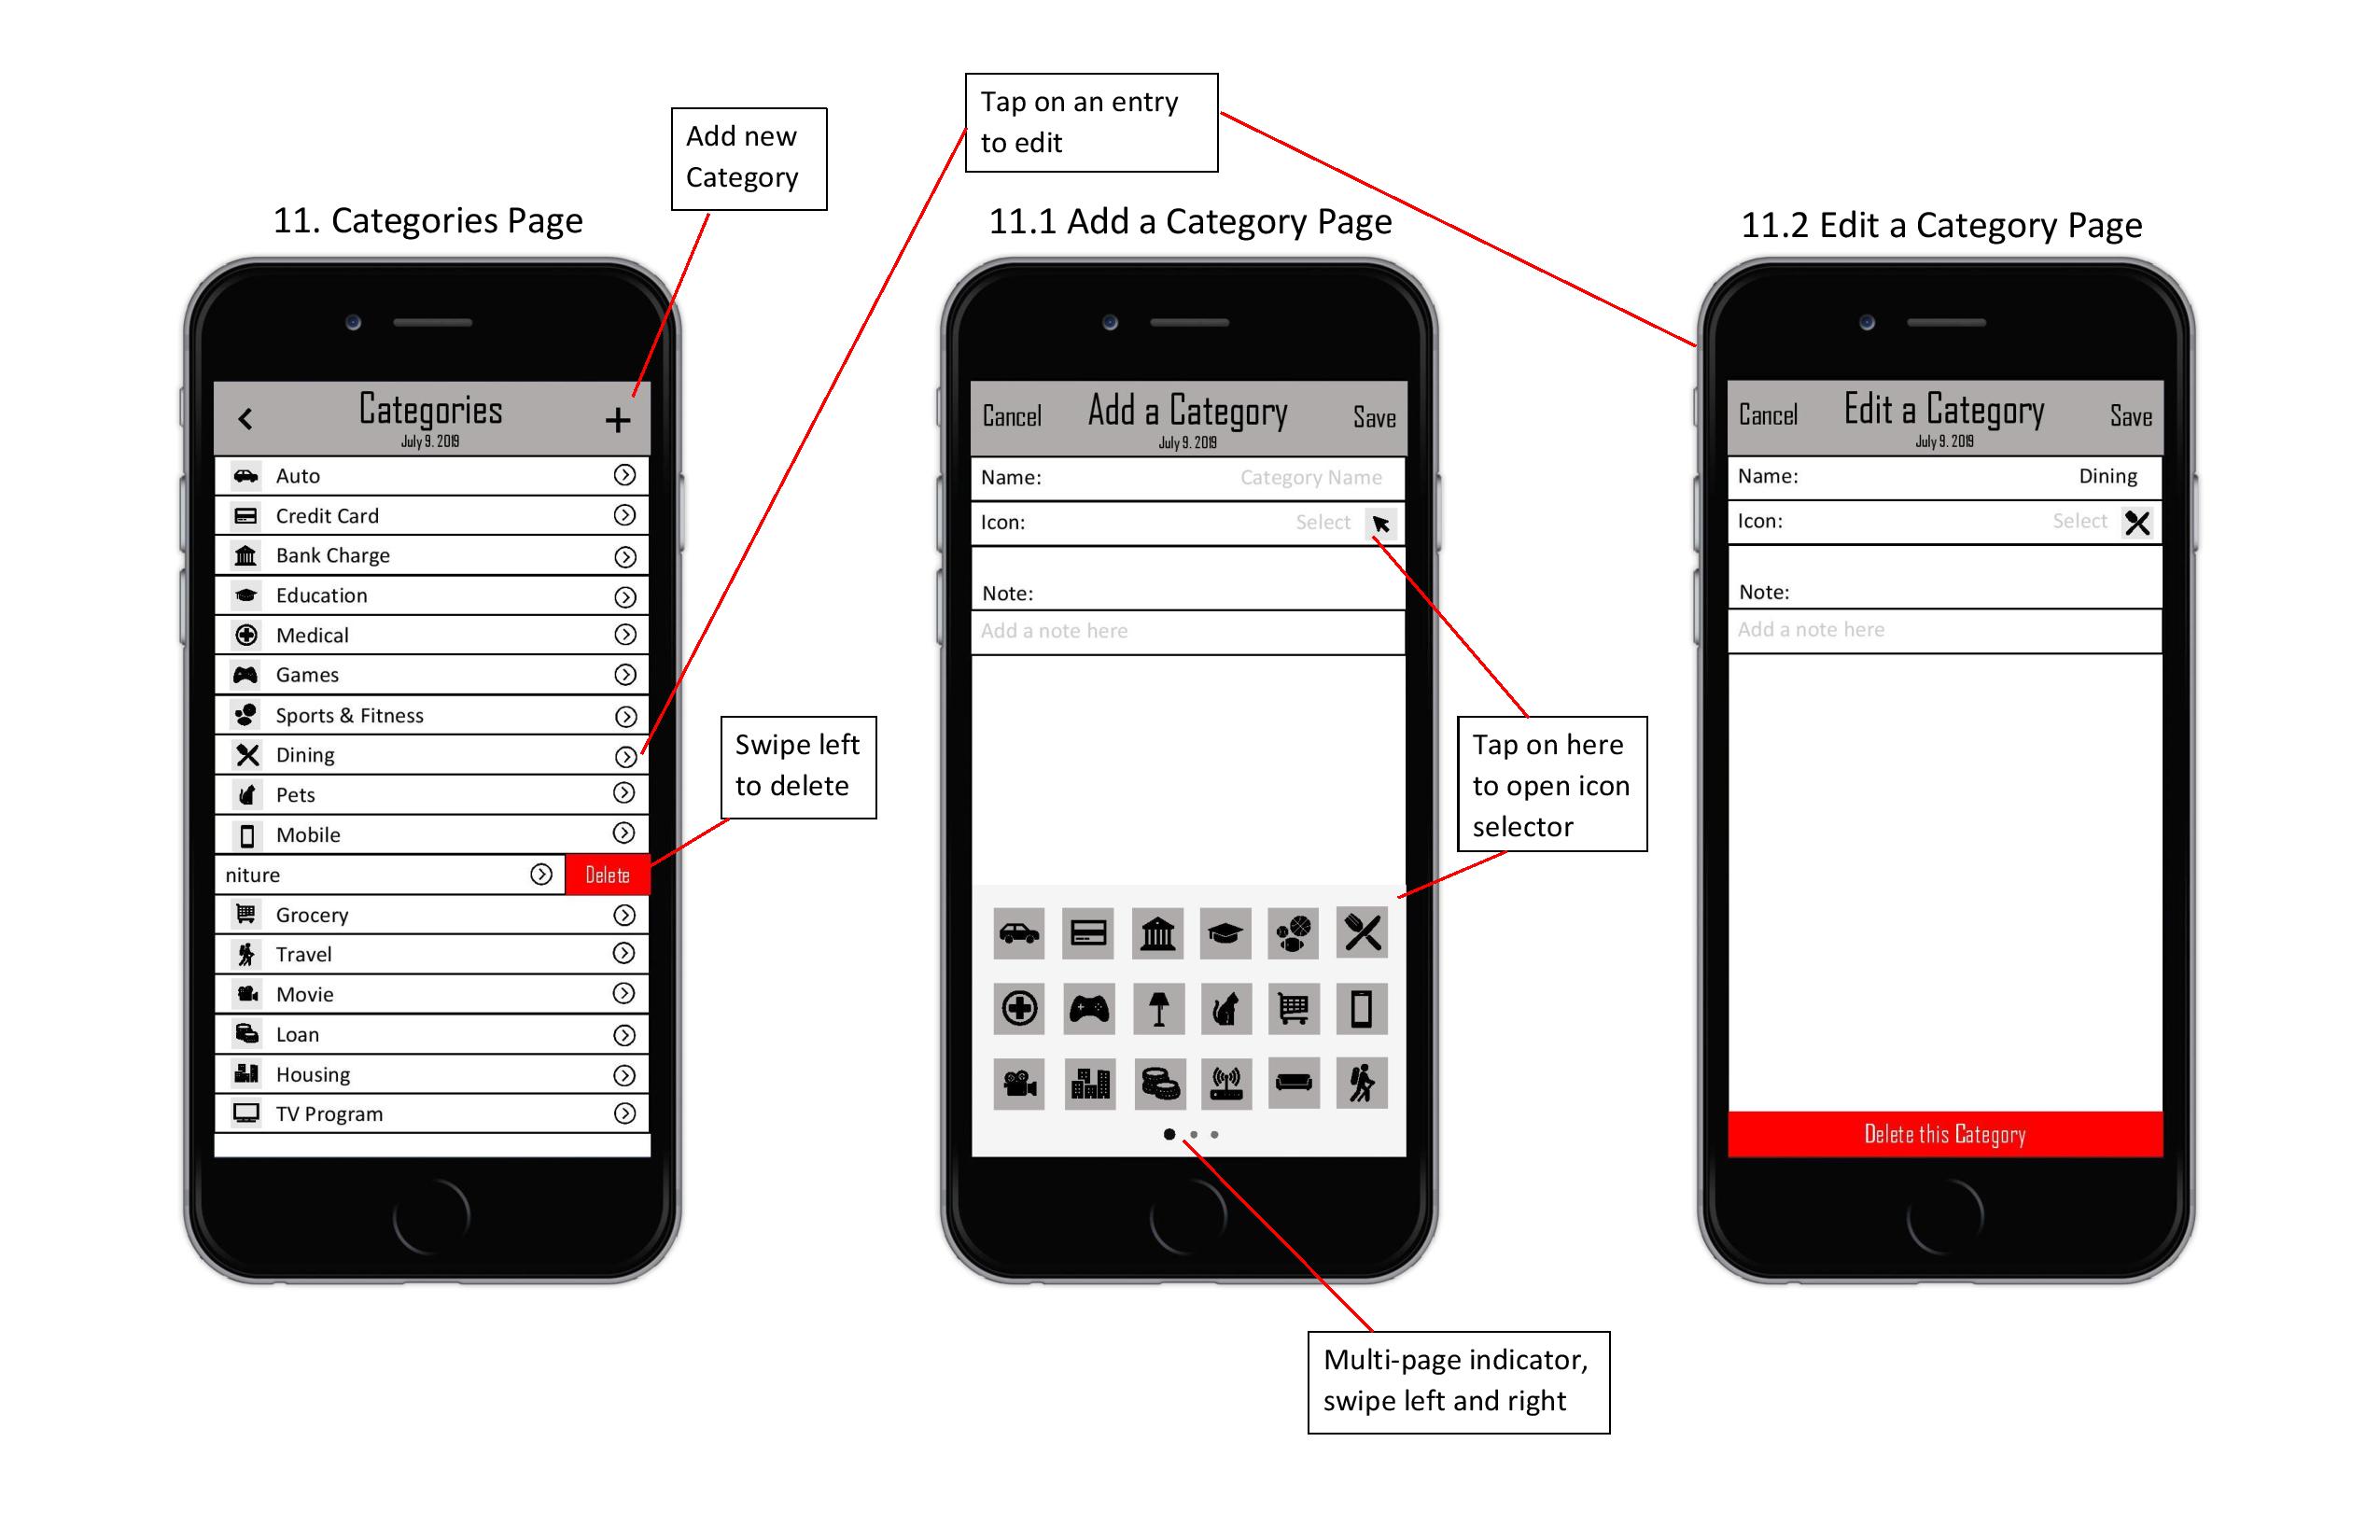 Add new
Category
Tap on an entry
to edit
11. Categories Page
11.1 Add a Category Page
11.2 Edit a Category Page
Categories
July 9. 2019
Auto
Credit Card
Bank Charge
Education
Medical
Games
Sports & Fitness
Dining
Pets
Mobile
niture
Delete
Grocery
Travel
Movie
Loan
Housing
TV Program
Swipe left
to delete
Cancel
Add a Category
Save
July 9. 2019
Name:
Category Name
Icon:
Select
Note:
Add a note here
Tap on here
to open icon
selector
Multi-page indicator,
swipe left and right
Cancel
Edit a Category
Save
July 9. 2019
Name:
Dining
Icon:
Select
Note:
Add a note here
Delete this Category